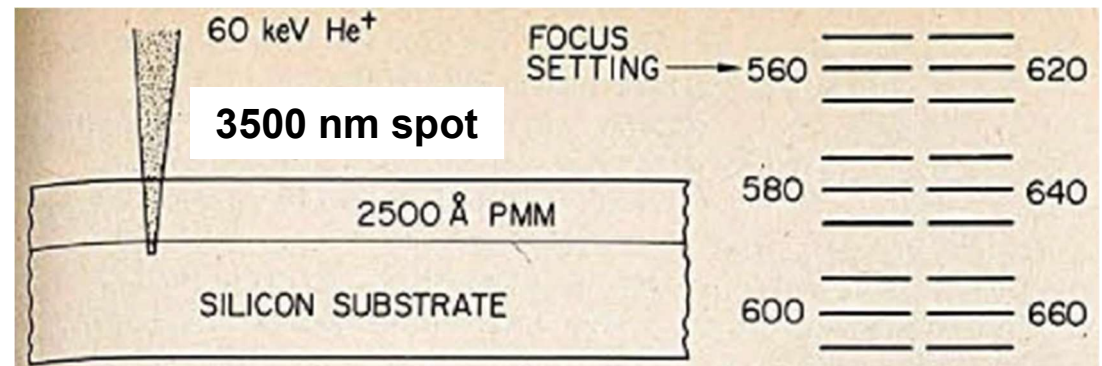 60 keV He⁺
3500 nm spot
2500 Å PMM
SILICON SUBSTRATE
FOCUS
SETTING
560
620
580
640
600
660